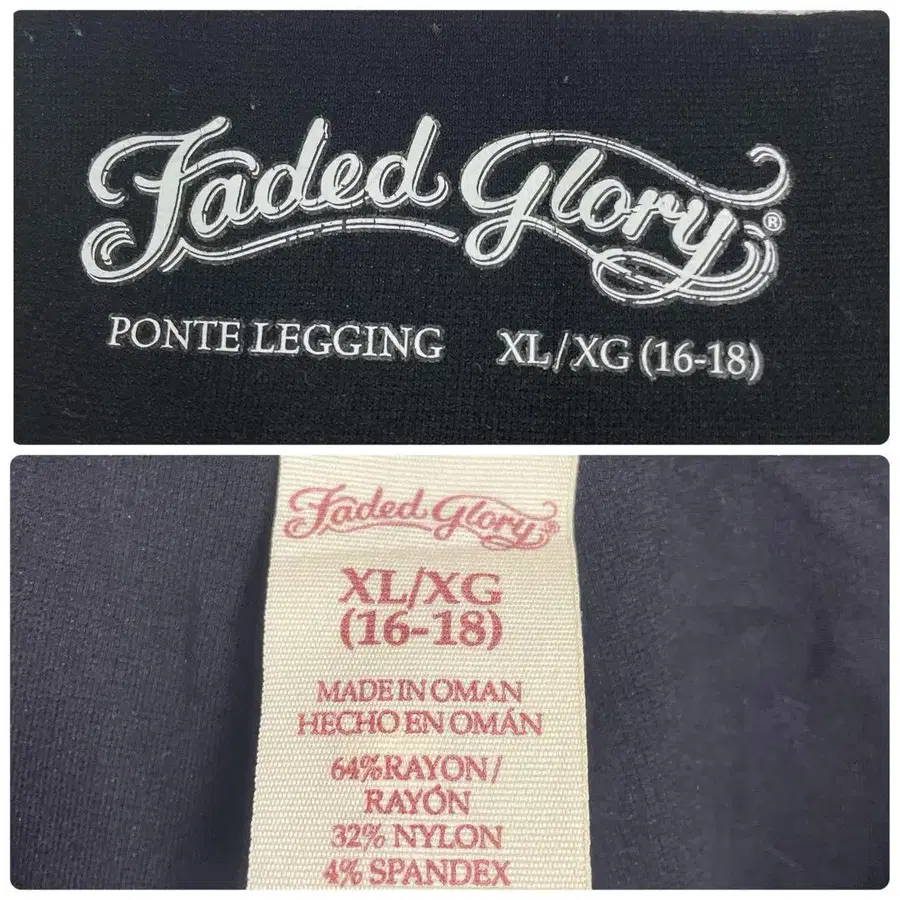 Faded Glory®
PONTE LEGGING XL/XG (16-18)
Faded Glory®
XL/XG
(16-18)
MADE IN OMAN
HECHO EN OMÁN
64% RAYON/
RAYÓN
32% NYLON
4% SPANDEX